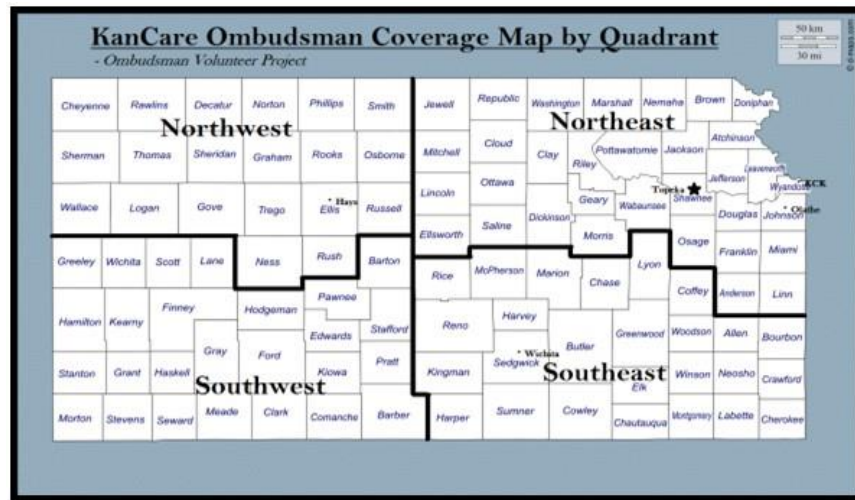 KanCare Ombudsman Coverage Map by Quadrant
- Ombudsman Volunteer Project
50 km
30 mi
© d-maps.com
Cheyenne Rawlins Decatur Norton Phillips Smith Jewell Republic Washington Marshall Nemaha Brown Doniphan
Northwest Northeast
Atchinson
Sherman Thomas Sheridan Graham Rooks Osborne Mitchell Cloud Clay Riley Pottawatomie Jackson
Jefferson Leavenworth
Wyandotte KCK
Topeka
Wallace Logan Gove Trego Ellis Hays Russell Lincoln Ottawa Geary Wabaunsee Shawnee Douglas Johnson Olathe
Ellsworth Saline Dickinson Morris Osage Franklin Miami
Greeley Wichita Scott Lane Ness Rush Barton Rice McPherson Marion Chase Lyon Coffey Anderson Linn
Hamilton Kearny Finney Hodgeman Pawnee Stafford Reno Harvey Butler Greenwood Woodson Allen Bourbon
Gray Ford Edwards
Stanton Grant Haskell Kiowa Pratt Kingman Sedgwick Wichita Elk Winson Neosho Crawford
Southwest Southeast
Morton Stevens Seward Meade Clark Comanche Barber Harper Sumner Cowley Chautauqua Montgomery Labette Cherokee